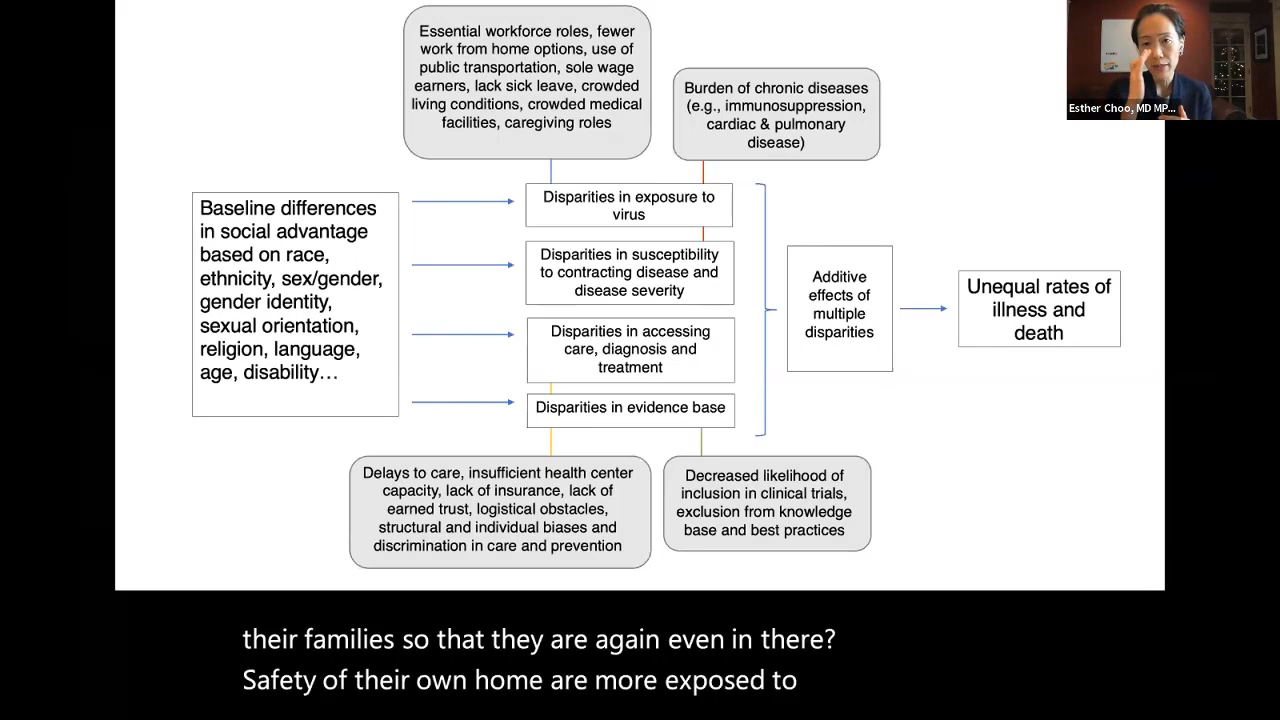 Essential workforce roles, fewer
work from home options, use of
public transportation, sole wage
earners, lack sick leave, crowded
living conditions, crowded medical
facilities, caregiving roles
Burden of chronic diseases
(e.g., immunosuppression,
cardiac & pulmonary
disease)
Esther Choo, MD MP...
Baseline differences
in social advantage
based on race,
ethnicity, sex/gender,
gender identity,
sexual orientation,
religion, language,
age, disability…
Disparities in exposure to
virus
Disparities in susceptibility
to contracting disease and
disease severity
Disparities in accessing
care, diagnosis and
treatment
Disparities in evidence base
Additive
effects of
multiple
disparities
Unequal rates of
illness and
death
Delays to care, insufficient health center
capacity, lack of insurance, lack of
earned trust, logistical obstacles,
structural and individual biases and
discrimination in care and prevention
Decreased likelihood of
inclusion in clinical trials,
exclusion from knowledge
base and best practices
their families so that they are again even in there?
Safety of their own home are more exposed to